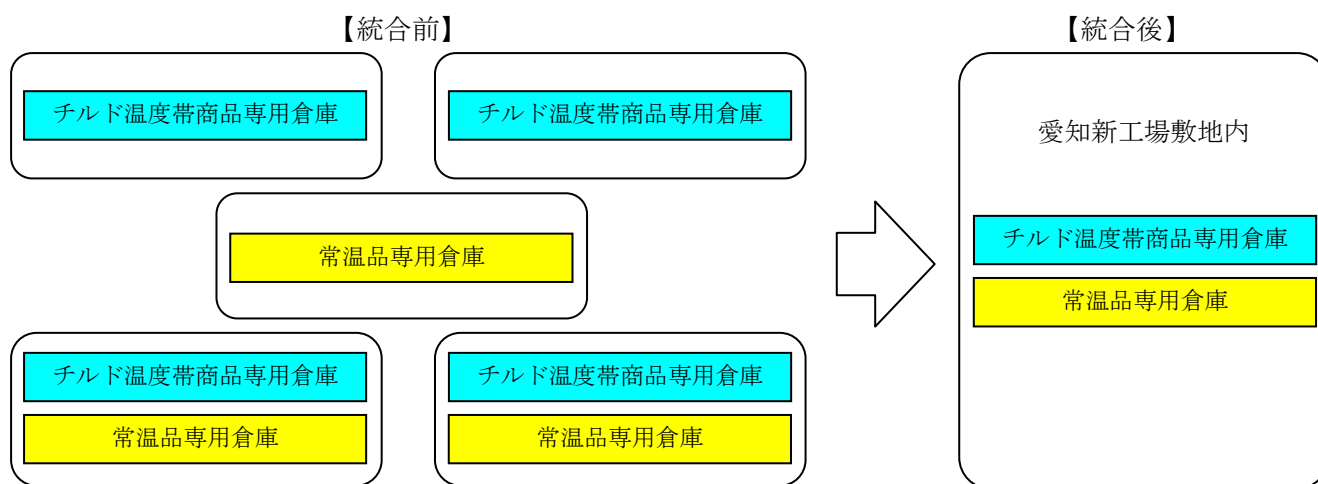 【統合前】
チルド温度帯商品専用倉庫
チルド温度帯商品専用倉庫
常温品専用倉庫
チルド温度帯商品専用倉庫
常温品専用倉庫
チルド温度帯商品専用倉庫
常温品専用倉庫
【統合後】
愛知新工場敷地内
チルド温度帯商品専用倉庫
常温品専用倉庫